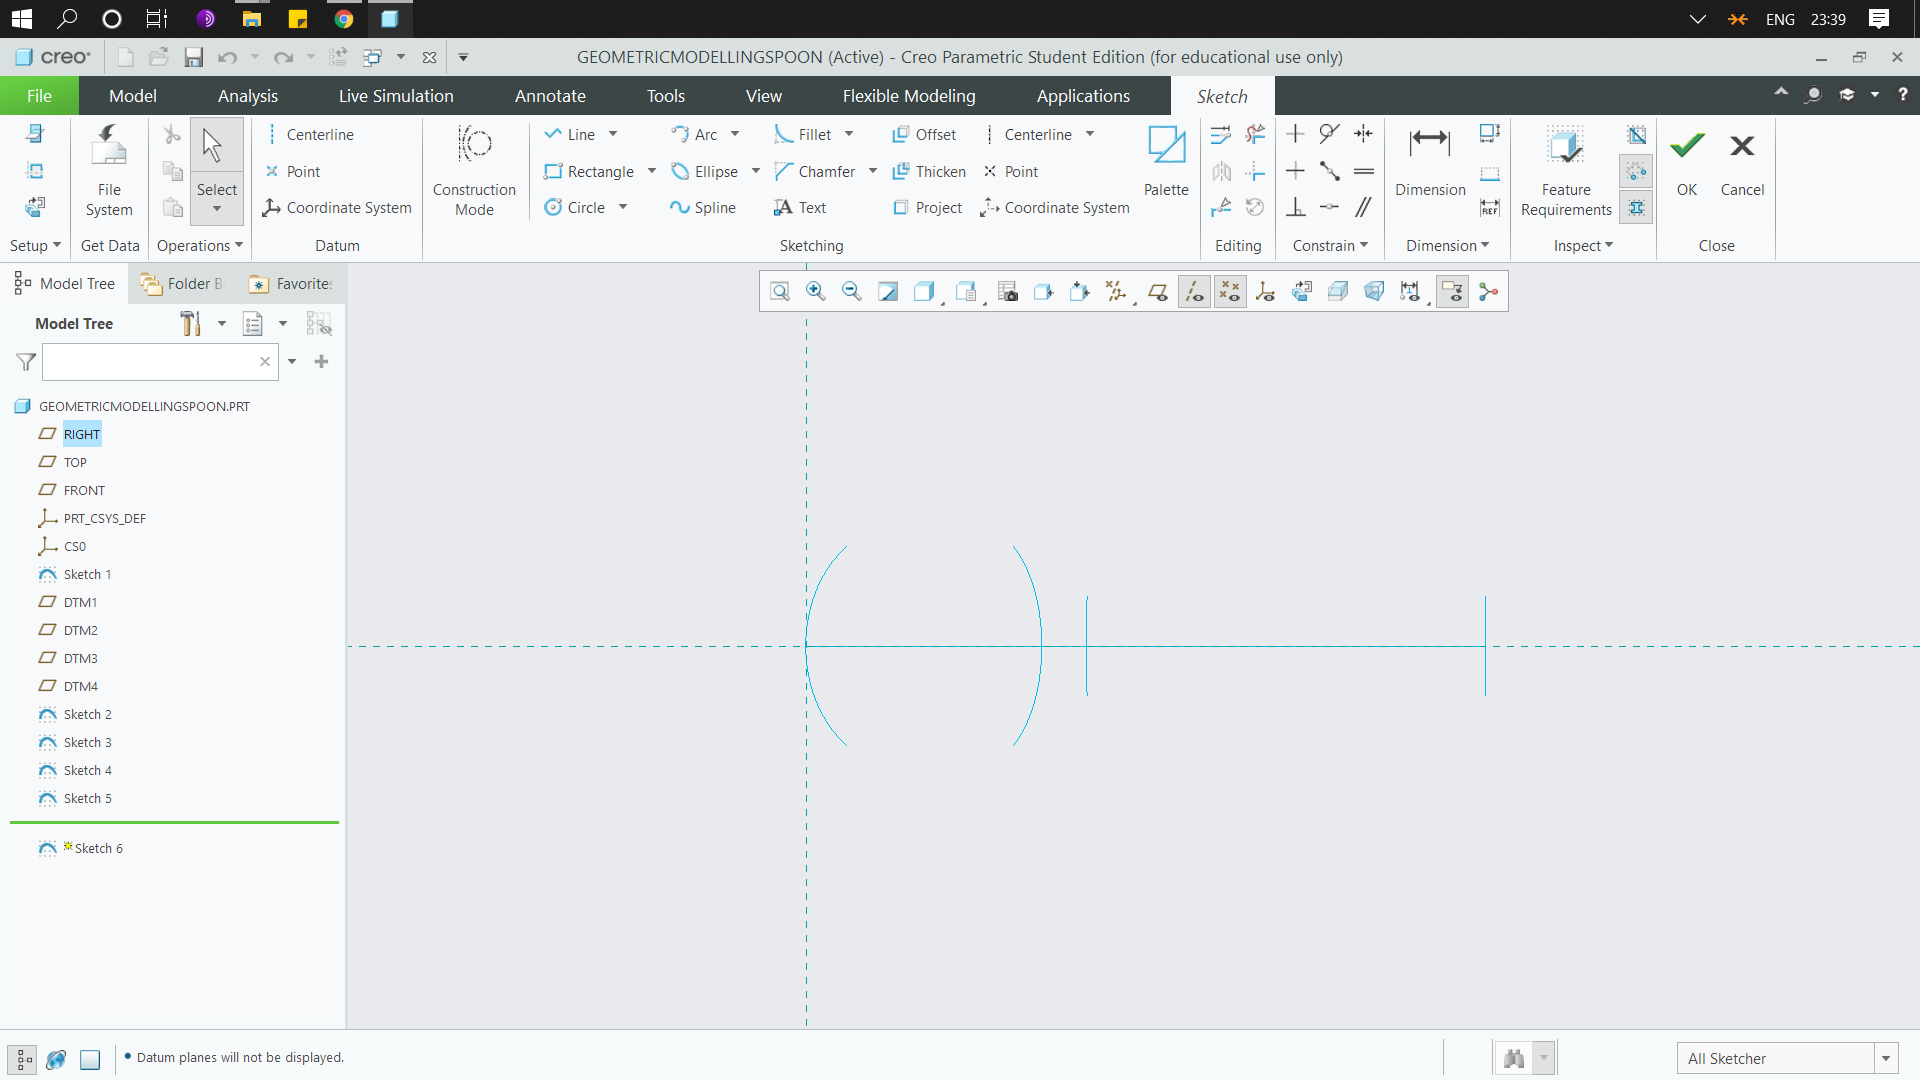 ENG 23:39
creo
GEOMETRICMODELLINGSPOON (Active) - Creo Parametric Student Edition (for educational use only)
File Model Analysis Live Simulation Annotate Tools View Flexible Modeling Applications Sketch
Centerline Line Arc Fillet Offset Centerline
Point Rectangle Ellipse Chamfer Thicken Point
File System Select Construction Mode Palette Dimension Feature Requirements OK Cancel
Coordinate System Circle Spline Text Project Coordinate System
REF
Setup Get Data Operations Datum Sketching Editing Constrain Dimension Inspect Close
Model Tree Folder B Favorite
Model Tree
GEOMETRICMODELLINGSPOON.PRT
RIGHT
TOP
FRONT
PRT_CSYS_DEF
CS0
Sketch 1
DTM1
DTM2
DTM3
DTM4
Sketch 2
Sketch 3
Sketch 4
Sketch 5
Sketch 6
Datum planes will not be displayed.
All Sketcher